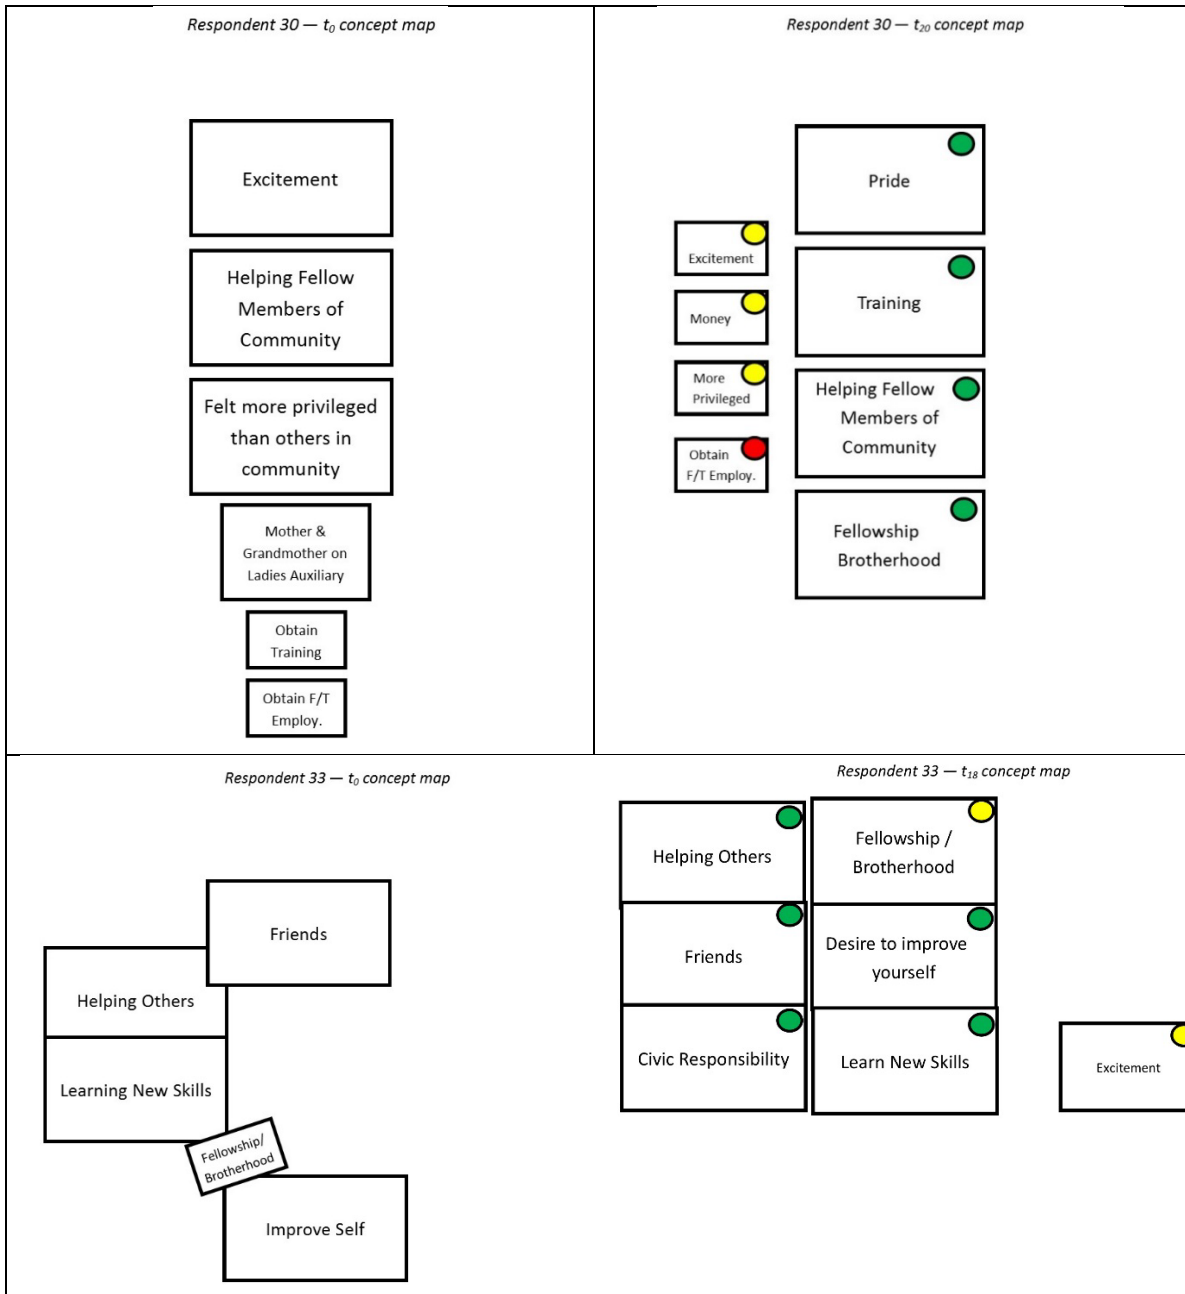 Respondent 30 — t0 concept map
Excitement
Helping Fellow
Members of
Community
Felt more privileged
than others in
community
Mother &
Grandmother on
Ladies Auxiliary
Obtain
Training
Obtain F/T
Employ.
Respondent 30 — t20 concept map
Pride
Training
Helping Fellow
Members of
Community
Fellowship
Brotherhood
Excitement
Money
More
Privileged
Obtain
F/T Employ.
Respondent 33 — t0 concept map
Friends
Helping Others
Learning New Skills
Fellowship/
Brotherhood
Improve Self
Respondent 33 — t18 concept map
Helping Others
Friends
Civic Responsibility
Fellowship /
Brotherhood
Desire to improve
yourself
Learn New Skills
Excitement